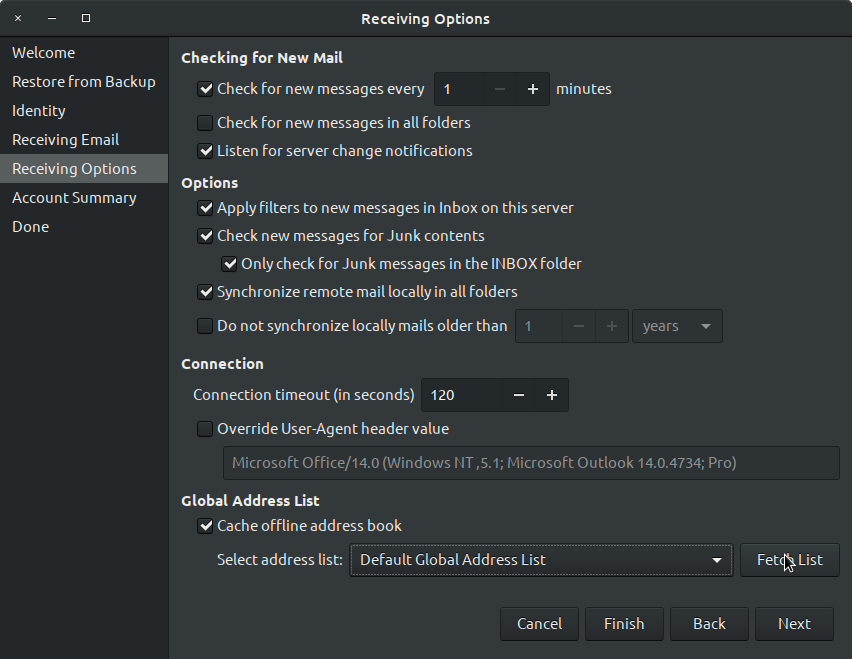 Receiving Options
Welcome
Restore from Backup
Identity
Receiving Email
Receiving Options
Account Summary
Done
Checking for New Mail
Check for new messages every 1 minutes
Check for new messages in all folders
Listen for server change notifications
Options
Apply filters to new messages in Inbox on this server
Check new messages for Junk contents
Only check for Junk messages in the INBOX folder
Synchronize remote mail locally in all folders
Do not synchronize locally mails older than 1 years
Connection
Connection timeout (in seconds) 120
Override User-Agent header value
Microsoft Office/14.0 (Windows NT ,5.1; Microsoft Outlook 14.0.4734; Pro)
Global Address List
Cache offline address book
Select address list: Default Global Address List Fetch List
Cancel Finish Back Next